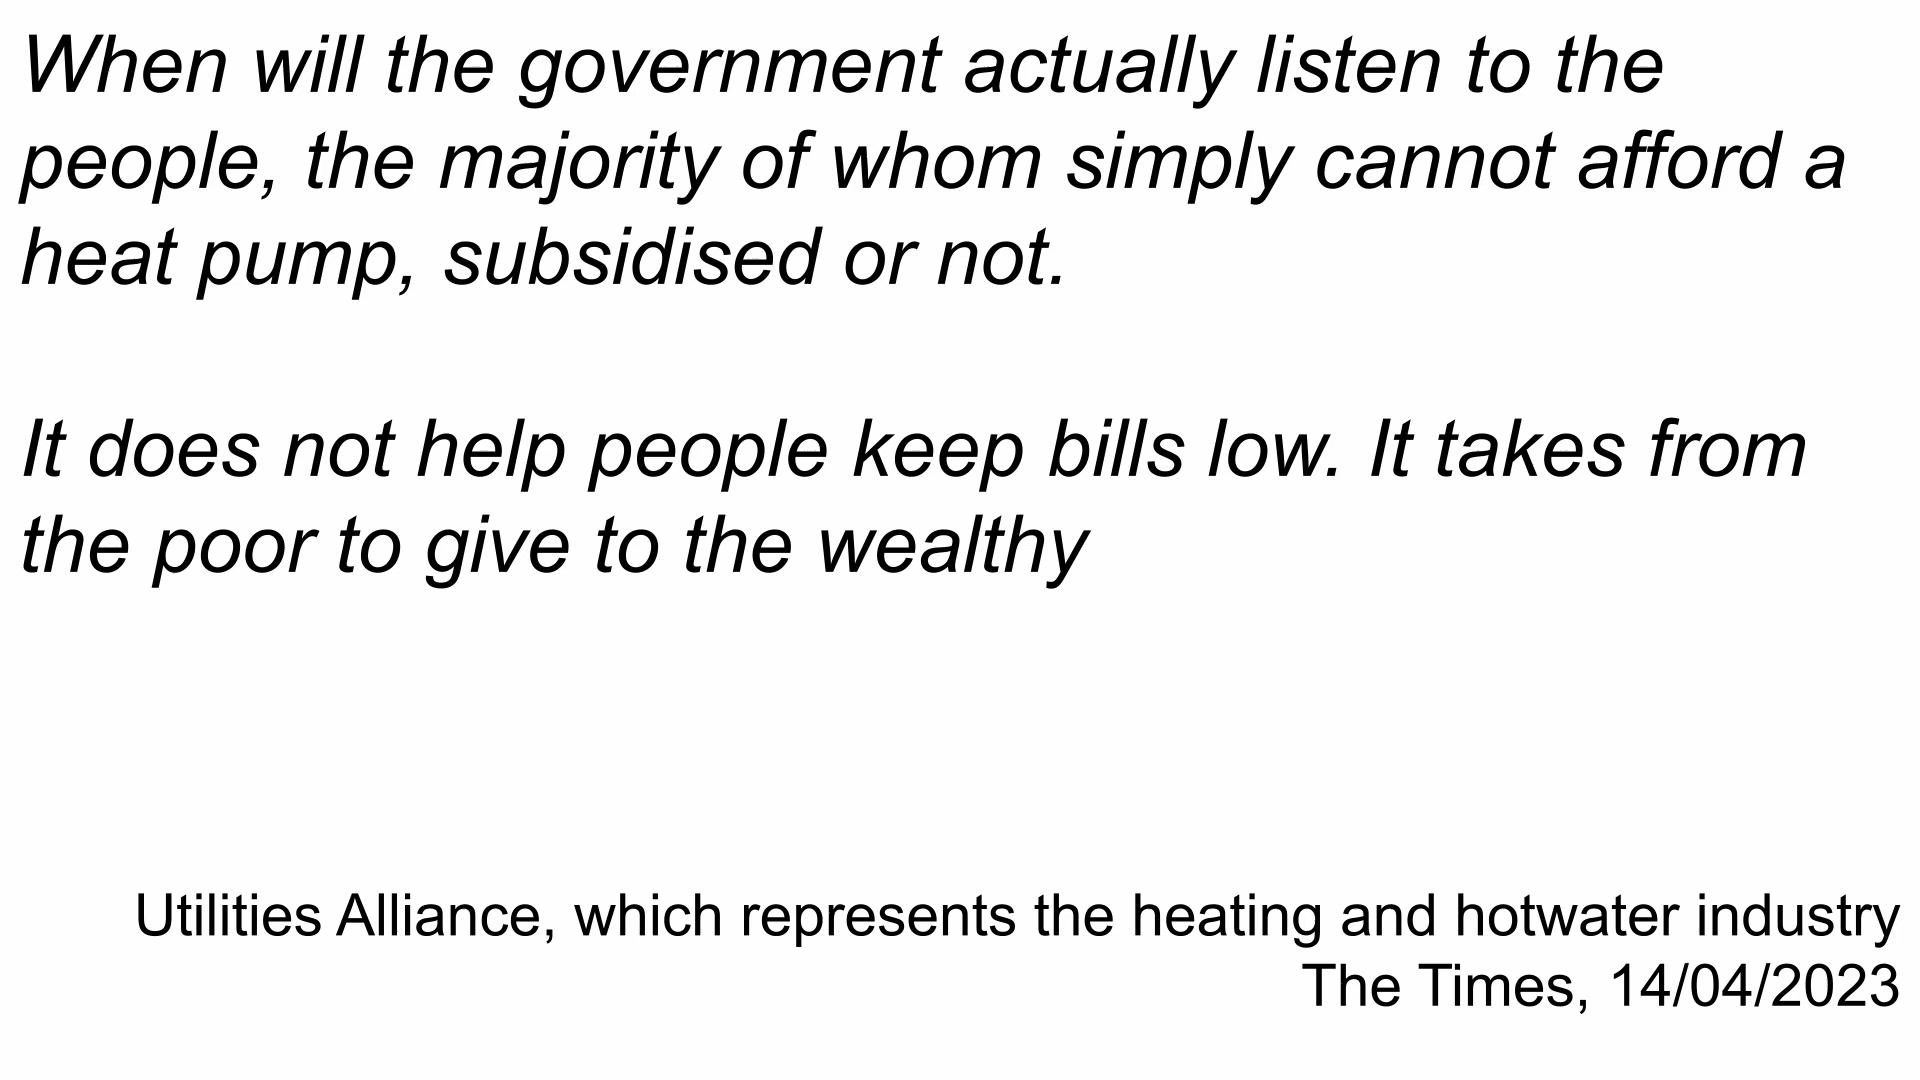 When will the government actually listen to the
people, the majority of whom simply cannot afford a
heat pump, subsidised or not.
It does not help people keep bills low. It takes from
the poor to give to the wealthy
Utilities Alliance, which represents the heating and hotwater industry
The Times, 14/04/2023